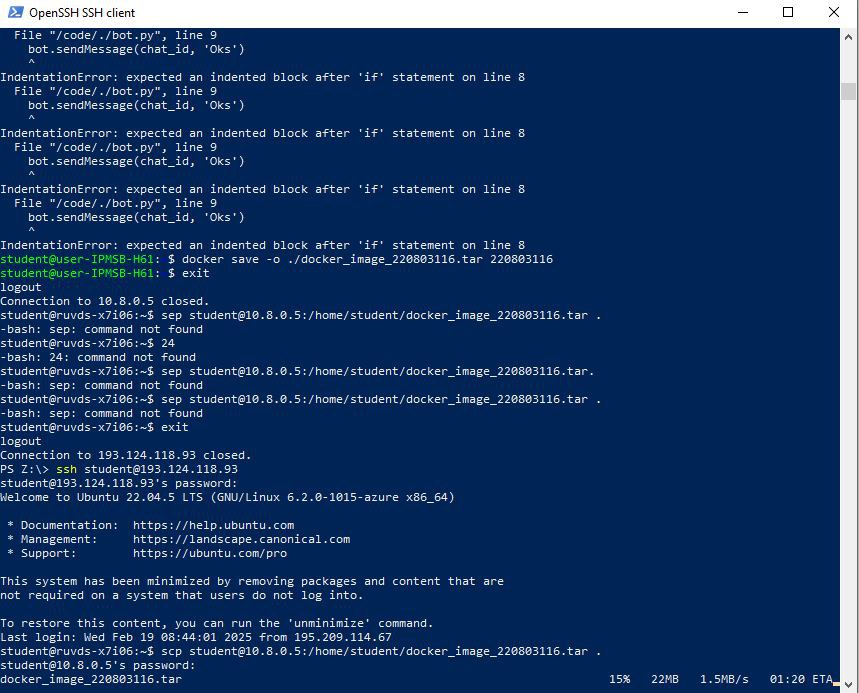 OpenSSH SSH client
  File "/code/./bot.py", line 9
    bot.sendMessage(chat_id, 'Oks')
    ^
IndentationError: expected an indented block after 'if' statement on line 8
  File "/code/./bot.py", line 9
    bot.sendMessage(chat_id, 'Oks')
    ^
IndentationError: expected an indented block after 'if' statement on line 8
  File "/code/./bot.py", line 9
    bot.sendMessage(chat_id, 'Oks')
    ^
IndentationError: expected an indented block after 'if' statement on line 8
  File "/code/./bot.py", line 9
    bot.sendMessage(chat_id, 'Oks')
    ^
IndentationError: expected an indented block after 'if' statement on line 8
student@user-IPMSB-H61: $ docker save -o ./docker_image_220803116.tar 220803116
student@user-IPMSB-H61: $ exit
logout
Connection to 10.8.0.5 closed.
student@ruvds-x7i06:~$ sep student@10.8.0.5:/home/student/docker_image_220803116.tar .
-bash: sep: command not found
student@ruvds-x7i06:~$ 24
-bash: 24: command not found
student@ruvds-x7i06:~$ sep student@10.8.0.5:/home/student/docker_image_220803116.tar.
-bash: sep: command not found
student@ruvds-x7i06:~$ sep student@10.8.0.5:/home/student/docker_image_220803116.tar .
-bash: sep: command not found
student@ruvds-x7i06:~$ exit
logout
Connection to 193.124.118.93 closed.
PS Z:\> ssh student@193.124.118.93
student@193.124.118.93's password:
Welcome to Ubuntu 22.04.5 LTS (GNU/Linux 6.2.0-1015-azure x86_64)

 * Documentation:  https://help.ubuntu.com
 * Management:     https://landscape.canonical.com
 * Support:        https://ubuntu.com/pro

This system has been minimized by removing packages and content that are
not required on a system that users do not log into.

To restore this content, you can run the 'unminimize' command.
Last login: Wed Feb 19 08:44:01 2025 from 195.209.114.67
student@ruvds-x7i06:~$ scp student@10.8.0.5:/home/student/docker_image_220803116.tar .
student@10.8.0.5's password:
docker_image_220803116.tar 15% 22MB 1.5MB/s 01:20 ETA